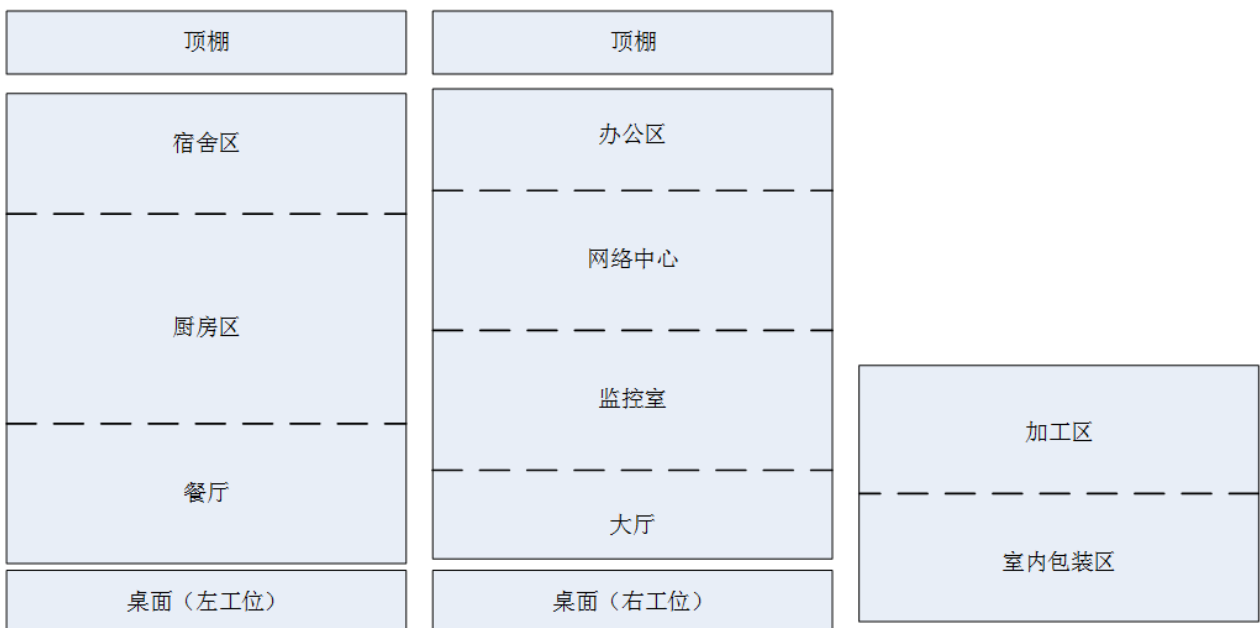 顶棚
宿舍区
厨房区
餐厅
桌面（左工位）
顶棚
办公区
网络中心
监控室
大厅
桌面（右工位）
加工区
室内包装区